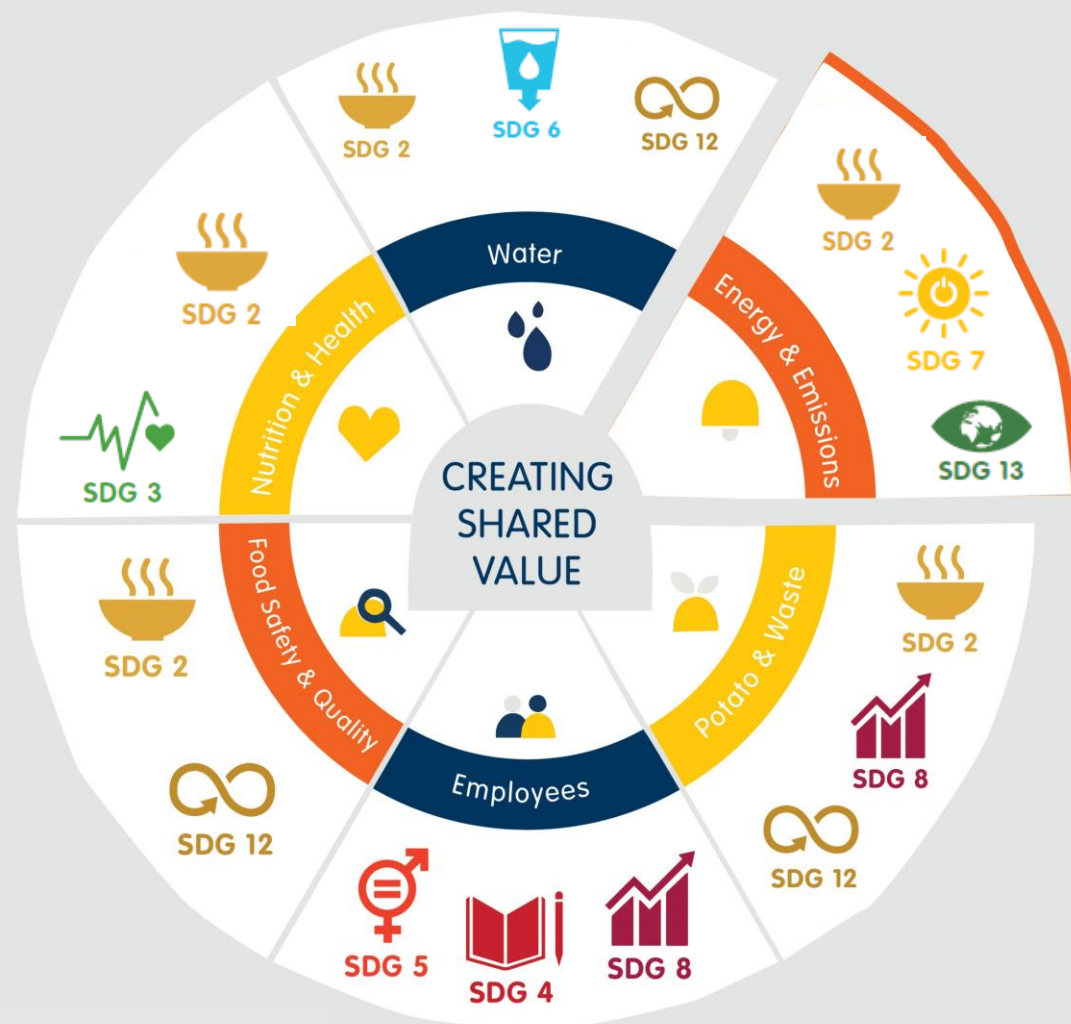 CREATING
SHARED
VALUE
Water
SDG 2
SDG 6
SDG 12
Energy & Emissions
SDG 2
SDG 7
SDG 13
Potato & Waste
SDG 2
SDG 8
SDG 12
Employees
SDG 5
SDG 4
SDG 8
Food Safety & Quality
SDG 2
SDG 12
Nutrition & Health
SDG 2
SDG 3